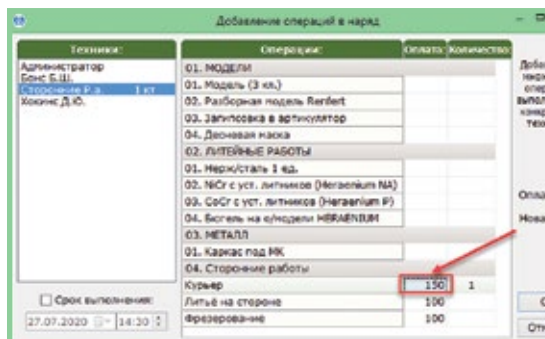 Добавление операций в наряд
Техники:
Администратор
Бонс Б.Ш.
Сторонние Р.а. 1 кт
Хокинс Д.Ю.
Срок выполнения:
27.07.2020 14:30
Операции: Оплата: Количество:
01. МОДЕЛИ
01. Модель (3 кл.)
02. Разборная модель Renfert
03. Загипсовка в артикулятор
04. Десневая маска
02. ЛИТЕЙНЫЕ РАБОТЫ
01. Нерж/сталь 1 ед.
02. NiCr с уст. литников (Heraenium NA)
03. CoCr с уст. литников (Heraenium P)
04. Бюгель на о/модели HERAENIUM
03. МЕТАЛЛ
01. Каркас под МК
04. Сторонние работы
Курьер 150 1
Литьё на стороне 100
Фрезерование 100
Опла
Нова